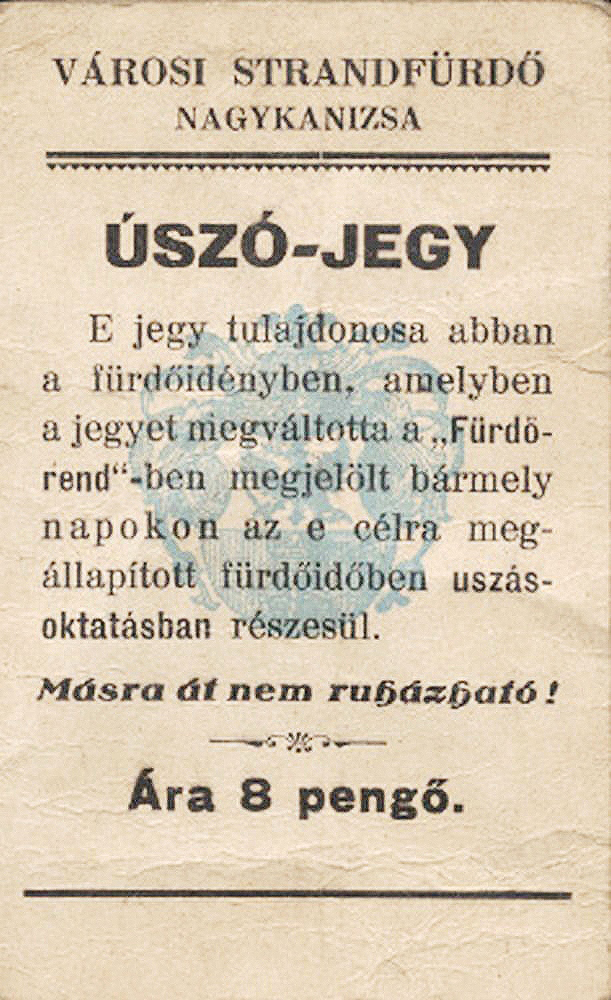 VÁROSI STRANDFÜRDŐ
NAGYKANIZSA
ÚSZÓ-JEGY
E jegy tulajdonosa abban
a fürdőidényben, amelyben
a jegyet megváltotta a „Fürdő-
rend“-ben megjelölt bármely
napokon az e célra meg-
állapított fürdőidőben uszás-
oktatásban részesül.
Másra át nem ruházható!
Ára 8 pengő.